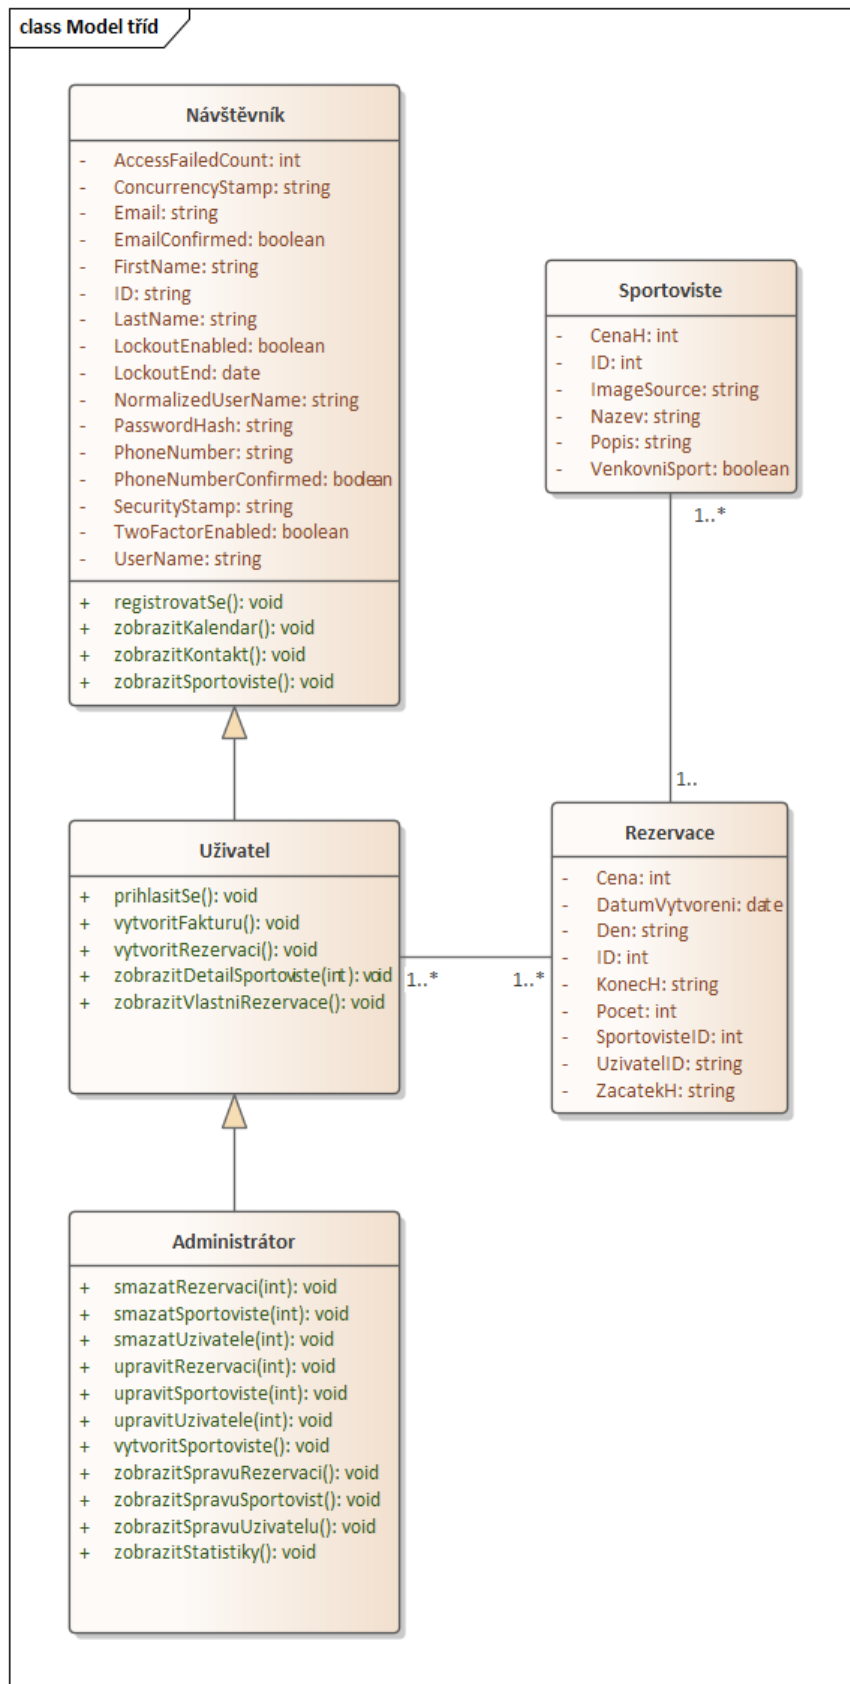 class Model tříd
Návštěvník
- AccessFailedCount: int
- ConcurrencyStamp: string
- Email: string
- EmailConfirmed: boolean
- FirstName: string
- ID: string
- LastName: string
- LockoutEnabled: boolean
- LockoutEnd: date
- NormalizedUserName: string
- PasswordHash: string
- PhoneNumber: string
- PhoneNumberConfirmed: boolean
- SecurityStamp: string
- TwoFactorEnabled: boolean
- UserName: string
+ registrovatSe(): void
+ zobrazitKalendar(): void
+ zobrazitKontakt(): void
+ zobrazitSportoviste(): void
Sportoviste
- CenaH: int
- ID: int
- ImageSource: string
- Nazev: string
- Popis: string
- VenkovniSport: boolean
1..*
1..
Uživatel
+ prihlasitSe(): void
+ vytvoritFakturu(): void
+ vytvoritRezervaci(): void
+ zobrazitDetailSportoviste(int): void
+ zobrazitVlastniRezervace(): void
1..* 1..*
Rezervace
- Cena: int
- DatumVytvoreni: date
- Den: string
- ID: int
- KonecH: string
- Pocet: int
- SportovisteID: int
- UzivatelID: string
- ZacatekH: string
Administrátor
+ smazatRezervaci(int): void
+ smazatSportoviste(int): void
+ smazatUzivatele(int): void
+ upravitRezervaci(int): void
+ upravitSportoviste(int): void
+ upravitUzivatele(int): void
+ vytvoritSportoviste(): void
+ zobrazitSpravuRezervaci(): void
+ zobrazitSpravuSportovist(): void
+ zobrazitSpravuUzivatelu(): void
+ zobrazitStatistiky(): void